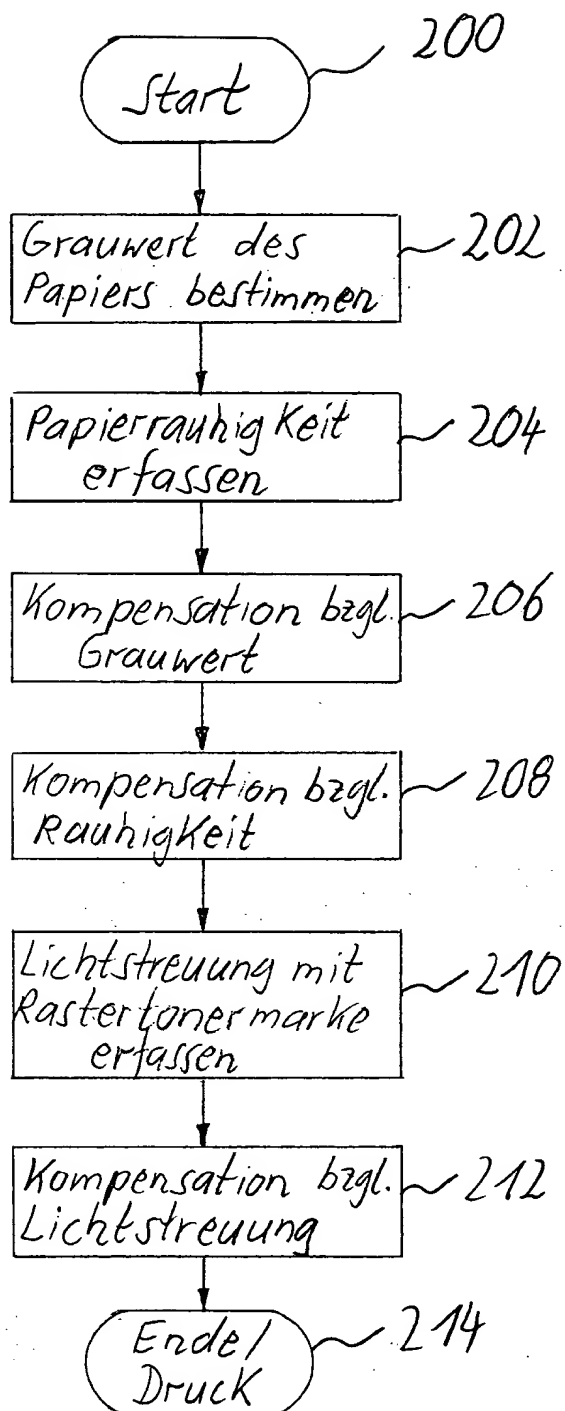 200
Start
202
Grauwert des
Papiers bestimmen
204
Papierrauhigkeit
erfassen
206
Kompensation bzgl.
Grauwert
208
Kompensation bzgl.
Rauhigkeit
210
Lichtstreuung mit
Rastertonermarke
erfassen
212
Kompensation bzgl.
Lichtstreuung
214
Ende/
Druck